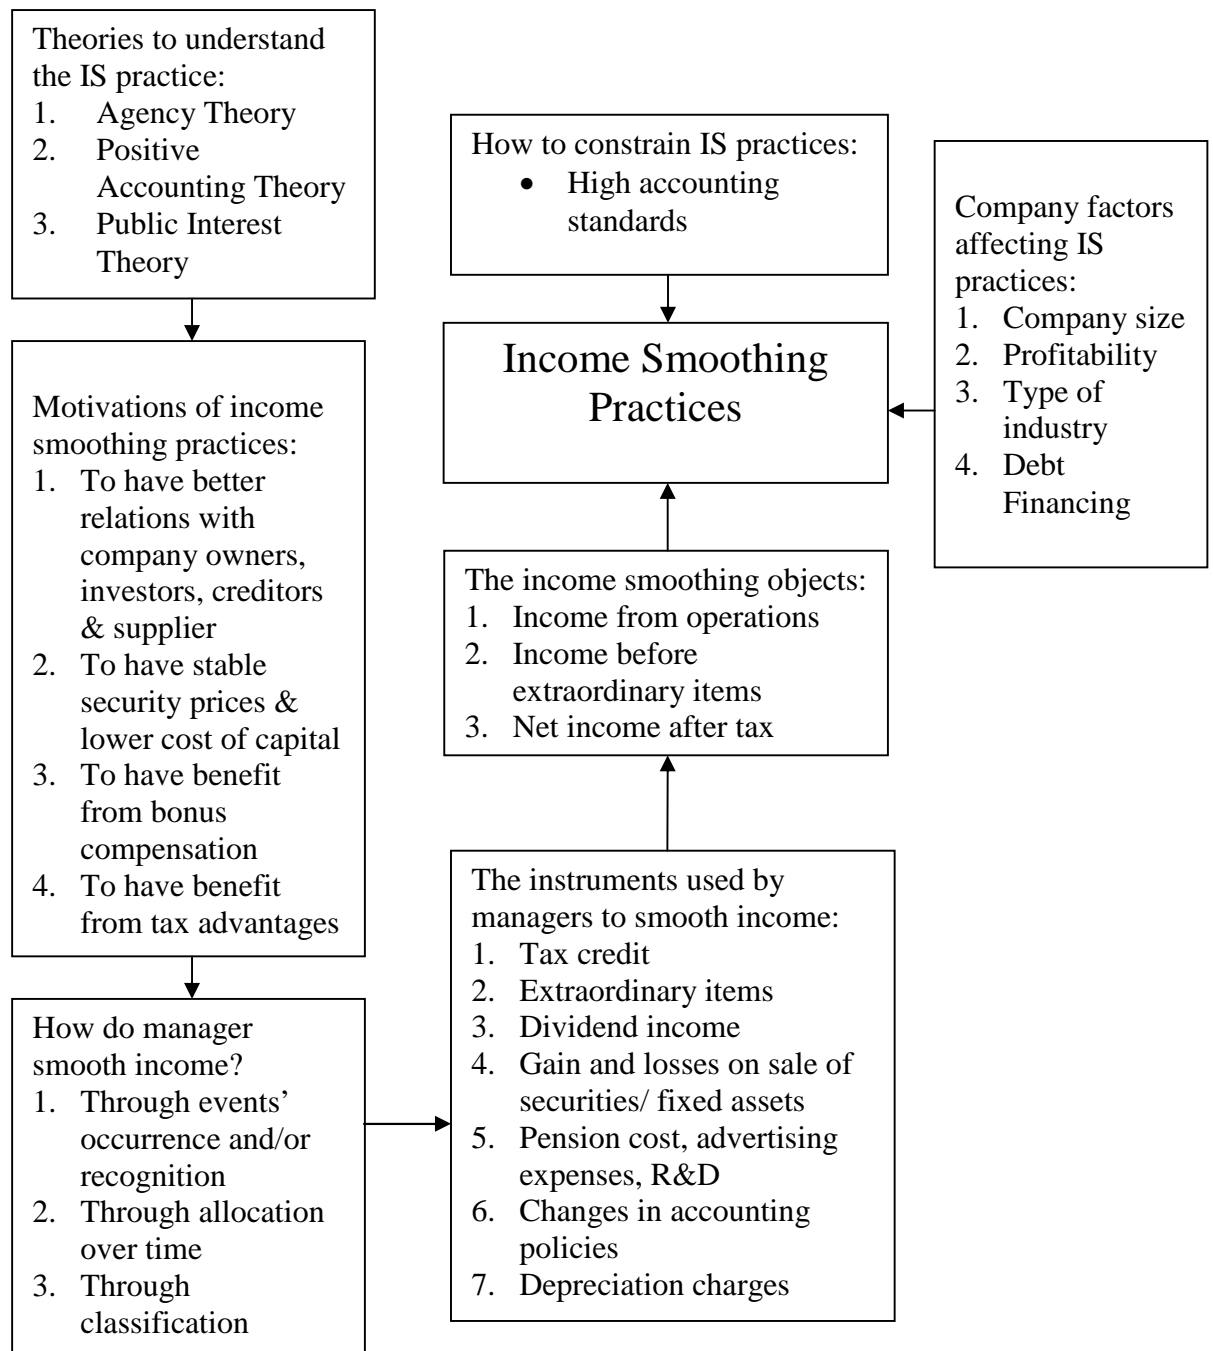 Theories to understand
the IS practice:
1. Agency Theory
2. Positive
Accounting Theory
3. Public Interest
Theory
How to constrain IS practices:
• High accounting
standards
Company factors
affecting IS
practices:
1. Company size
2. Profitability
3. Type of
industry
4. Debt
Financing
Income Smoothing
Practices
Motivations of income
smoothing practices:
1. To have better
relations with
company owners,
investors, creditors
& supplier
2. To have stable
security prices &
lower cost of capital
3. To have benefit
from bonus
compensation
4. To have benefit
from tax advantages
The income smoothing objects:
1. Income from operations
2. Income before
extraordinary items
3. Net income after tax
How do manager
smooth income?
1. Through events’
occurrence and/or
recognition
2. Through allocation
over time
3. Through
classification
The instruments used by
managers to smooth income:
1. Tax credit
2. Extraordinary items
3. Dividend income
4. Gain and losses on sale of
securities/ fixed assets
5. Pension cost, advertising
expenses, R&D
6. Changes in accounting
policies
7. Depreciation charges